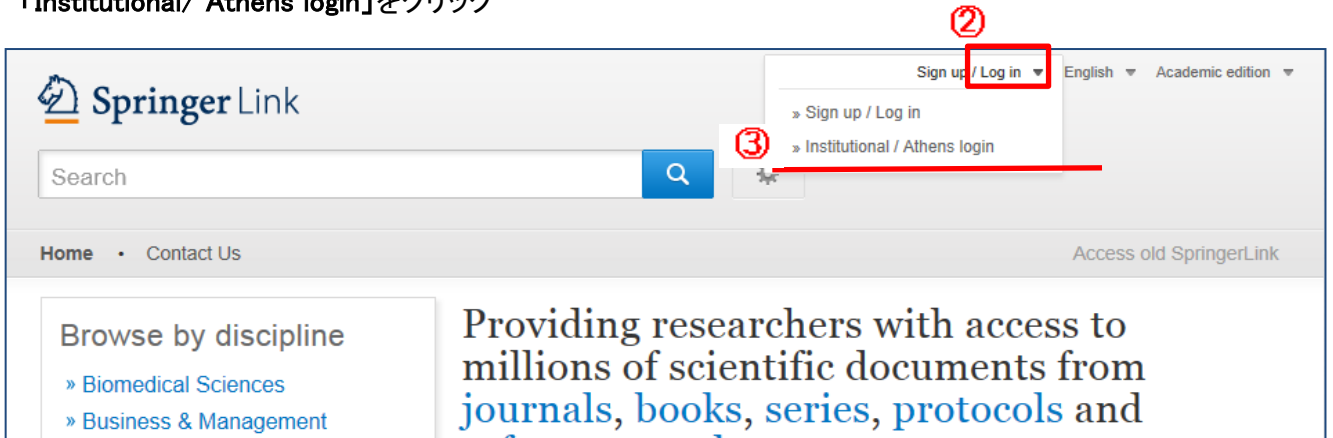 「Institutional/ Athens login」をクリック
②
Sign up / Log in ▼ English ▼ Academic edition ▼
Springer Link
» Sign up / Log in
③ » Institutional / Athens login
Search
Home • Contact Us Access old SpringerLink
Browse by discipline
» Biomedical Sciences
» Business & Management
Providing researchers with access to
millions of scientific documents from
journals, books, series, protocols and